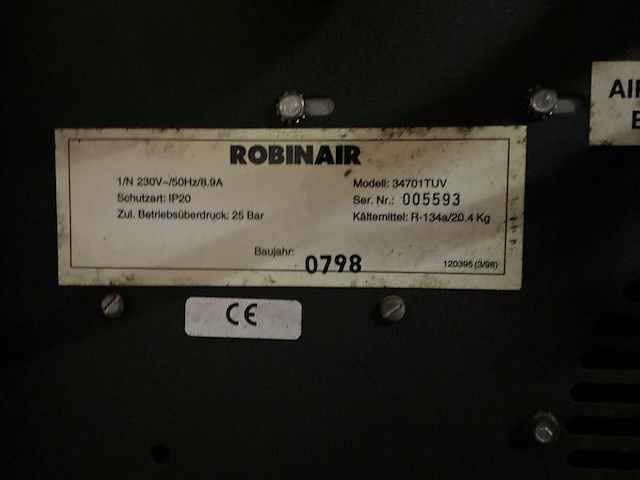 ROBINAIR
1/N 230V~/50Hz/8.9A
Schutzart: IP20
Zul. Betriebsüberdruck: 25 Bar
Modell: 34701TUV
Ser. Nr.: 005593
Kältemittel: R-134a/20.4 Kg
Baujahr: 0798
120395 (3/98)
CE